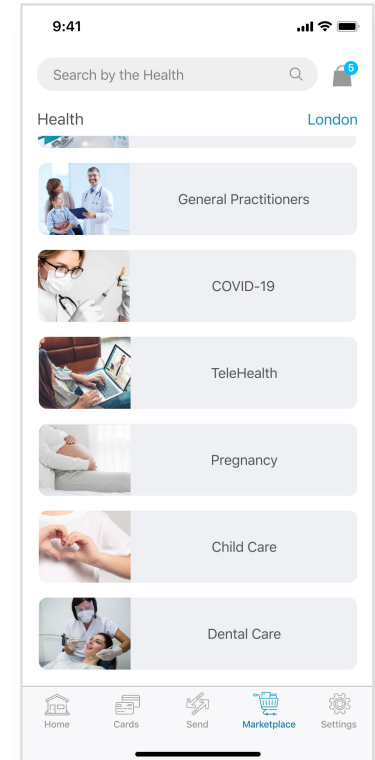 9:41
Search by the Health
5
Health
London
General Practitioners
COVID-19
TeleHealth
Pregnancy
Child Care
Dental Care
Home
Cards
Send
Marketplace
Settings